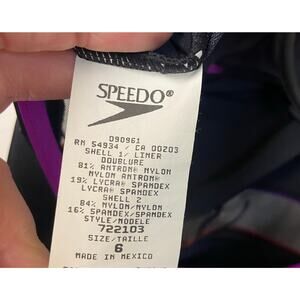 SPEEDO®
090961
RN 54934 / CA 00203
SHELL 1/ LINER
DOUBLURE
81% ANTRON® NYLON
NYLON ANTRON®
19% LYCRA® SPANDEX
LYCRA® SPANDEX
SHELL 2
84% NYLON/NYLON
16% SPANDEX/SPANDEX
STYLE/MODELE
722103
SIZE/TAILLE
6
MADE IN MEXICO